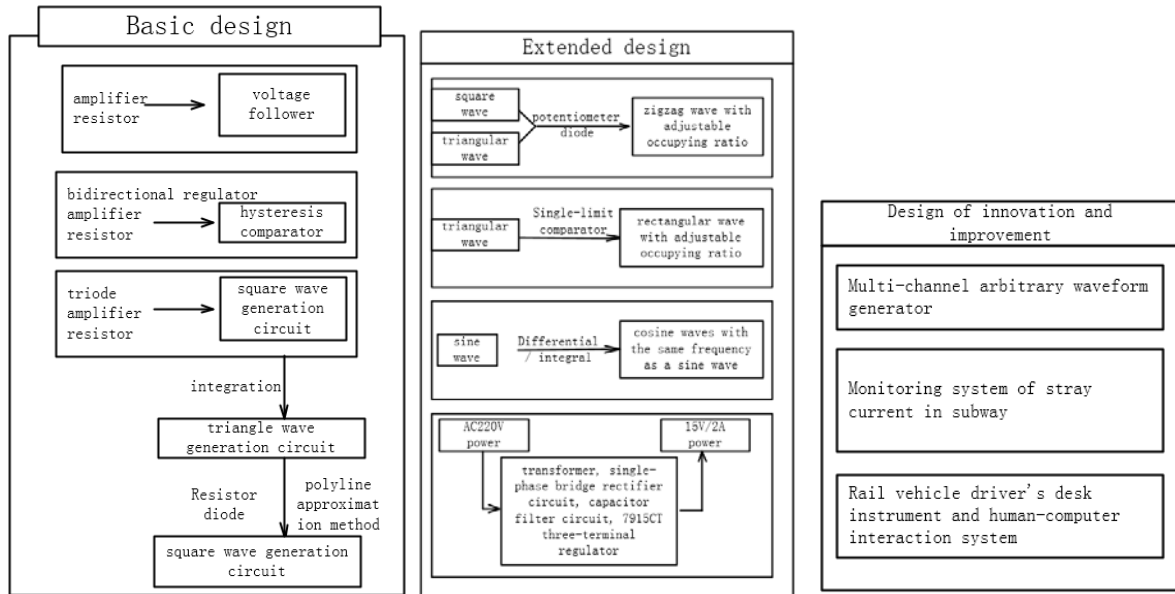 Basic design
amplifier
resistor
voltage
follower
bidirectional regulator
amplifier
resistor
hysteresis
comparator
triode
amplifier
resistor
square wave
generation
circuit
integration
triangle wave
generation circuit
Resistor
diode
polyline
approximat
ion method
square wave generation
circuit
Extended design
square
wave
triangular
wave
potentiometer
diode
zigzag wave with
adjustable
occupying ratio
triangular
wave
Single-limit
comparator
rectangular wave
with adjustable
occupying ratio
sine
wave
Differential
/ integral
cosine waves with
the same frequency
as a sine wave
AC220V
power
15V/2A
power
transformer, single-
phase bridge rectifier
circuit, capacitor
filter circuit, 7915CT
three-terminal
regulator
Design of innovation and
improvement
Multi-channel arbitrary waveform
generator
Monitoring system of stray
current in subway
Rail vehicle driver's desk
instrument and human-computer
interaction system